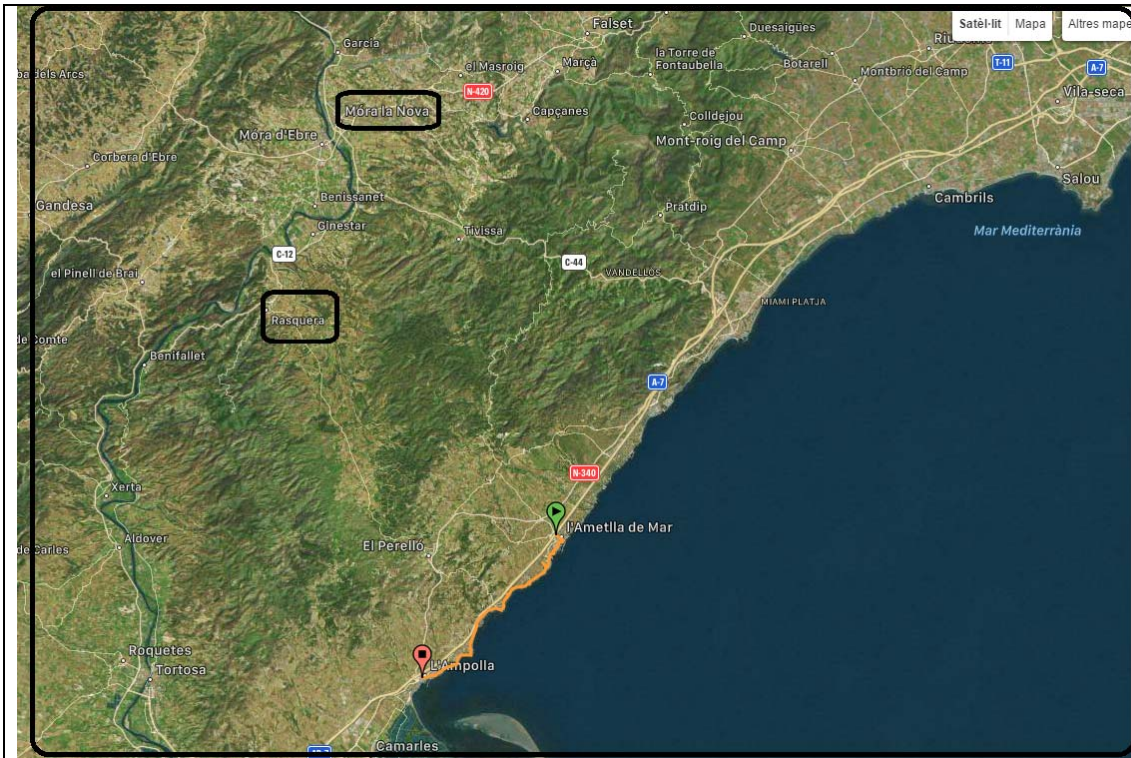 Satèl·lit Mapa Altres mape
Falset
Duesaigües
Garcia
la Torre de
Fontaubella
el Masroig
Marçà
Botarell
Montbrió del Camp
T-11
A-7
ba dels Arcs.
N-420
Vila-seca
Móra la Nova
Capçanes
Colldejou
Móra d'Ebre
Mont-roig del Camp
Corbera d'Ebre
Salou
Benissanet
Cambrils
Gandesa
Pratdip
Ginestar
Tivissa
Mar Mediterrània
C-12
C-44
el Pinell de Brai
VANDELLOS
MIAMI PLATJA
Rasquera
de Comte
Benifallet
A-7
N-340
Xerta
l'Ametlla de Mar
Aldover
de Carles
El Perelló
Roquetes
L'Ampolla
Tortosa
Camarles